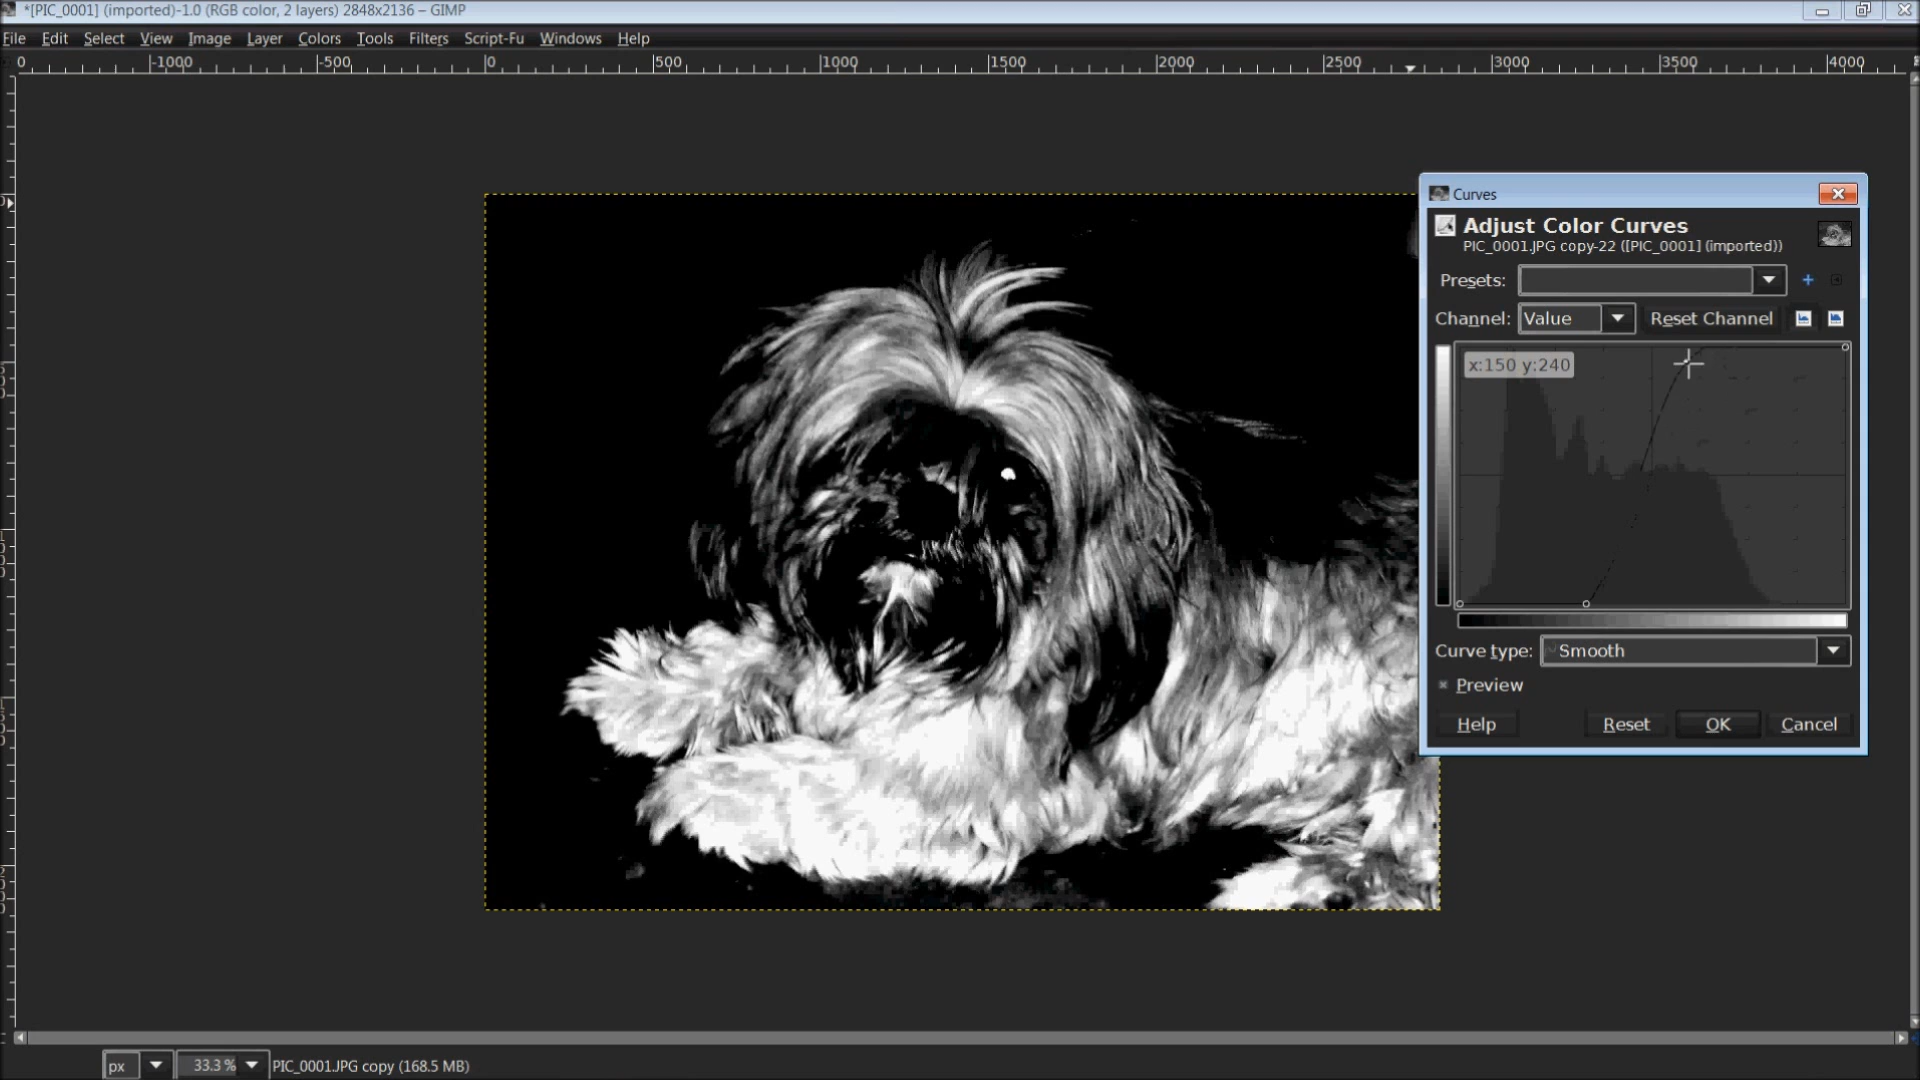 *[PIC_0001] (imported)-1.0 (RGB color, 2 layers) 2848x2136 – GIMP
File Edit Select View Image Layer Colors Tools Filters Script-Fu Windows Help
0 -1000 -500 0 500 1000 1500 2000 2500 3000 3500 4000
Curves
Adjust Color Curves
PIC_0001.JPG copy-22 ([PIC_0001] (imported))
Presets:
Channel: Value Reset Channel
x:150 y:240
Curve type: Smooth
Preview
Help Reset OK Cancel
px 33.3 % PIC_0001.JPG copy (168.5 MB)